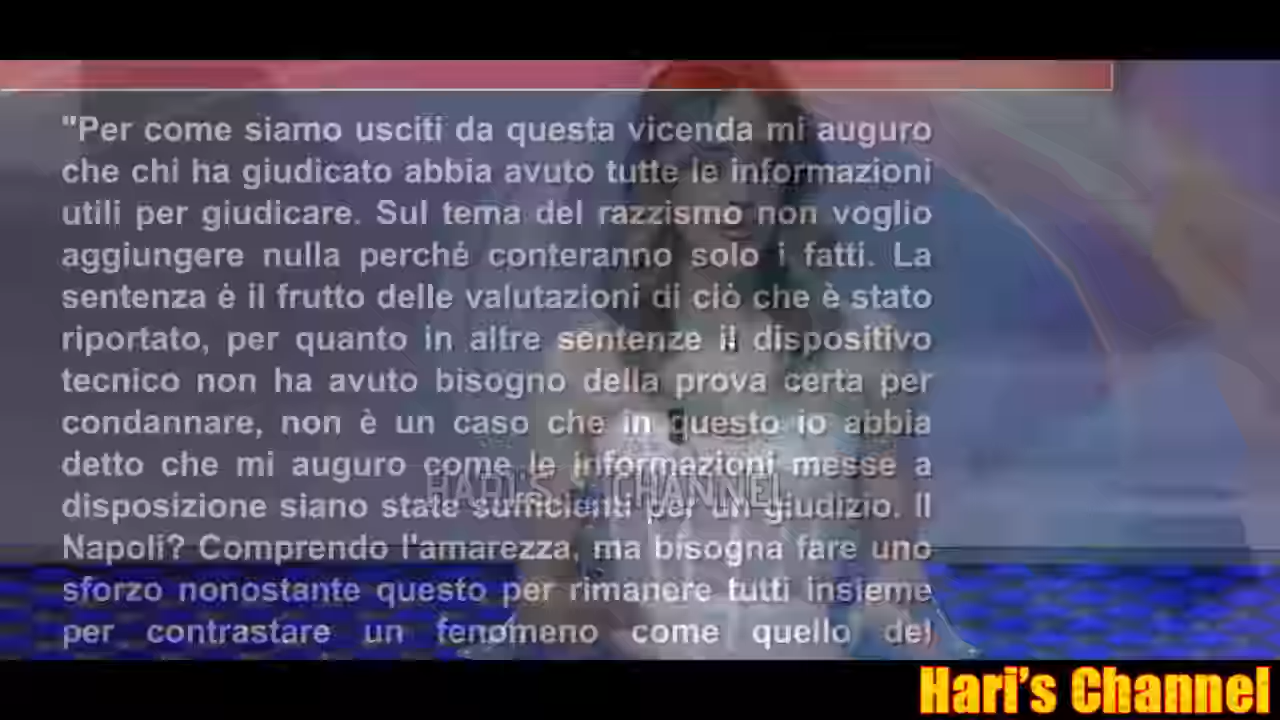 "Per come siamo usciti da questa vicenda mi auguro
che chi ha giudicato abbia avuto tutte le informazioni
utili per giudicare. Sul tema del razzismo non voglio
aggiungere nulla perché conteranno solo i fatti. La
sentenza è il frutto delle valutazioni di ciò che è stato
riportato, per quanto in altre sentenze il dispositivo
tecnico non ha avuto bisogno della prova certa per
condannare, non è un caso che in questo io abbia
detto che mi auguro come le informazioni messe a
HARI'S CHANNEL
disposizione siano state sufficienti per un giudizio. Il
Napoli? Comprendo l'amarezza, ma bisogna fare uno
sforzo nonostante questo per rimanere tutti insieme
per contrastare un fenomeno come quello del
Hari's Channel